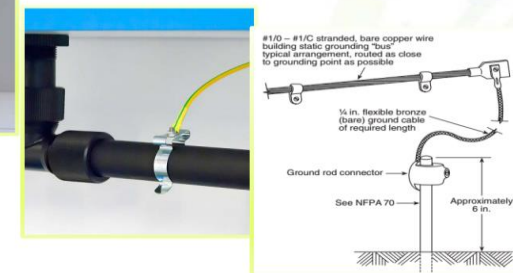 #1/0 – #1/C stranded, bare copper wire
building static grounding "bus"
typical arrangement, routed as close
to grounding point as possible
¼ in. flexible bronze
(bare) ground cable
of required length
Ground rod connector
See NFPA 70
Approximately
6 in.